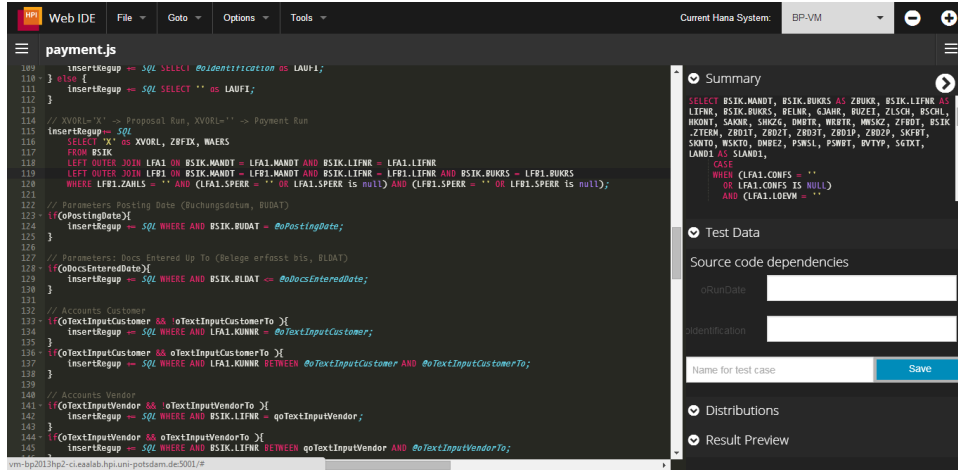 HPI Web IDE File Goto Options Tools Current Hana System: BP-VM
payment.js
109 insertRegup += SQL SELECT @oIdentification as LAUFI;
110 } else {
111 insertRegup += SQL SELECT '' as LAUFI;
112 }
113
114 // XVORL='X' -> Proposal Run, XVORL='' -> Payment Run
115 insertRegup+= SQL
116 SELECT 'X' as XVORL, ZBFIX, WAERS
117 FROM BSIK
118 LEFT OUTER JOIN LFA1 ON BSIK.MANDT = LFA1.MANDT AND BSIK.LIFNR = LFA1.LIFNR
119 LEFT OUTER JOIN LFB1 ON BSIK.MANDT = LFB1.MANDT AND BSIK.LIFNR = LFB1.LIFNR AND BSIK.BUKRS = LFB1.BUKRS
120 WHERE LFB1.ZAHLS = '' AND (LFA1.SPERR = '' OR LFA1.SPERR is null) AND (LFB1.SPERR = '' OR LFB1.SPERR is null);
121
122 // Parameters Posting Date (Buchungsdatum, BUDAT)
123 if(oPostingDate){
124 insertRegup += SQL WHERE AND BSIK.BUDAT = @oPostingDate;
125 }
126
127 // Parameters: Docs Entered Up To (Belege erfasst bis, BLDAT)
128 if(oDocsEnteredDate){
129 insertRegup += SQL WHERE AND BSIK.BLDAT <= @oDocsEnteredDate;
130 }
131
132 // Accounts Customer
133 if(oTextInputCustomer && !oTextInputCustomerTo ){
134 insertRegup += SQL WHERE AND LFA1.KUNNR = @oTextInputCustomer;
135 }
136 if(oTextInputCustomer && oTextInputCustomerTo ){
137 insertRegup += SQL WHERE AND LFA1.KUNNR BETWEEN @oTextInputCustomer AND @oTextInputCustomerTo;
138 }
139
140 // Accounts Vendor
141 if(oTextInputVendor && !oTextInputVendorTo ){
142 insertRegup += SQL WHERE AND BSIK.LIFNR = qoTextInputVendor;
143 }
144 if(oTextInputVendor && oTextInputVendorTo ){
145 insertRegup += SQL WHERE AND BSIK.LIFNR BETWEEN qoTextInputVendor AND @oTextInputVendorTo;
vm-bp2013hp2-ci.eaalab.hpi.uni-potsdam.de:5001/#
Summary
SELECT BSIK.MANDT, BSIK.BUKRS AS ZBUKR, BSIK.LIFNR AS
LIFNR, BSIK.BUKRS, BELNR, GJAHR, BUZEI, ZLSCH, BSCHL,
HKONT, SAKNR, SHKZG, DMBTR, WRBTR, MWSKZ, ZFBDT, BSIK
.ZTERM, ZBD1T, ZBD2T, ZBD3T, ZBD1P, ZBD2P, SKFBT,
SKNTO, WSKTO, DMBE2, PSWSL, PSWBT, BVTYP, SGTXT,
LAND1 AS SLAND1,
CASE
WHEN (LFA1.CONFS = ''
OR LFA1.CONFS IS NULL)
AND (LFA1.LOEVM = ''
Test Data
Source code dependencies
oRunDate
oIdentification
Name for test case Save
Distributions
Result Preview